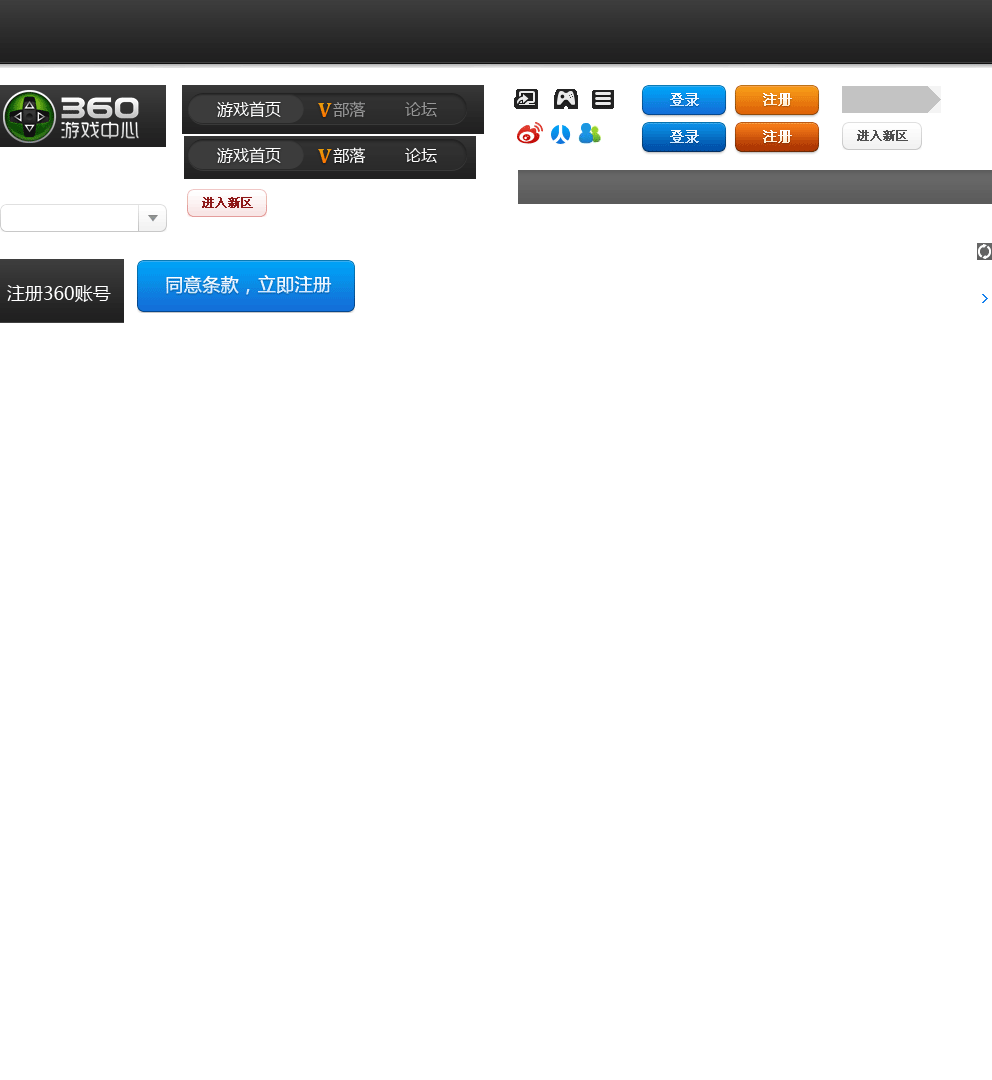 360
游戏中心
游戏首页 V部落 论坛
游戏首页 V部落 论坛
登录 注册
登录 注册
进入新区
进入新区
注册360账号
同意条款，立即注册